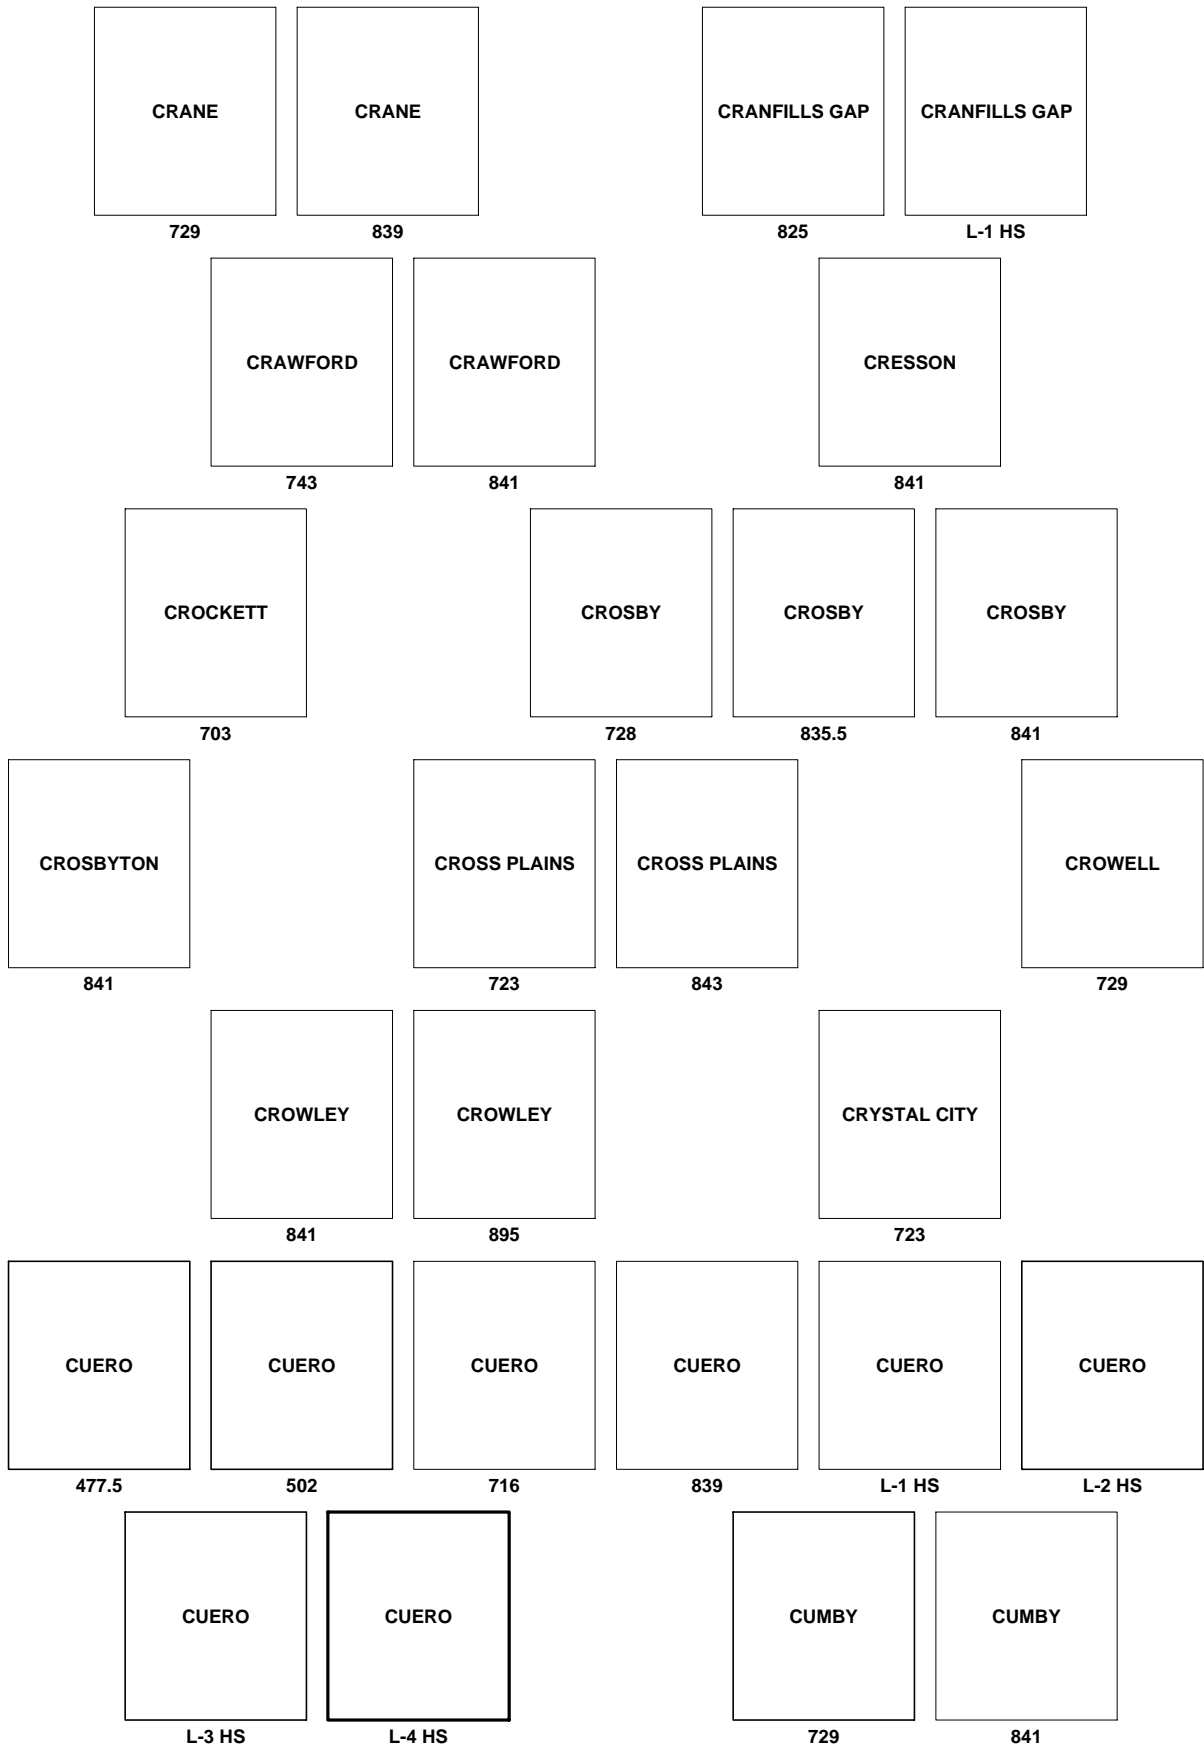 CRANE CRANE CRANFILLS GAP CRANFILLS GAP
729 839 825 L-1 HS
CRAWFORD CRAWFORD CRESSON
743 841 841
CROCKETT CROSBY CROSBY CROSBY
703 728 835.5 841
CROSBYTON CROSS PLAINS CROSS PLAINS CROWELL
841 723 843 729
CROWLEY CROWLEY CRYSTAL CITY
841 895 723
CUERO CUERO CUERO CUERO CUERO CUERO
477.5 502 716 839 L-1 HS L-2 HS
CUERO CUERO CUMBY CUMBY
L-3 HS L-4 HS 729 841